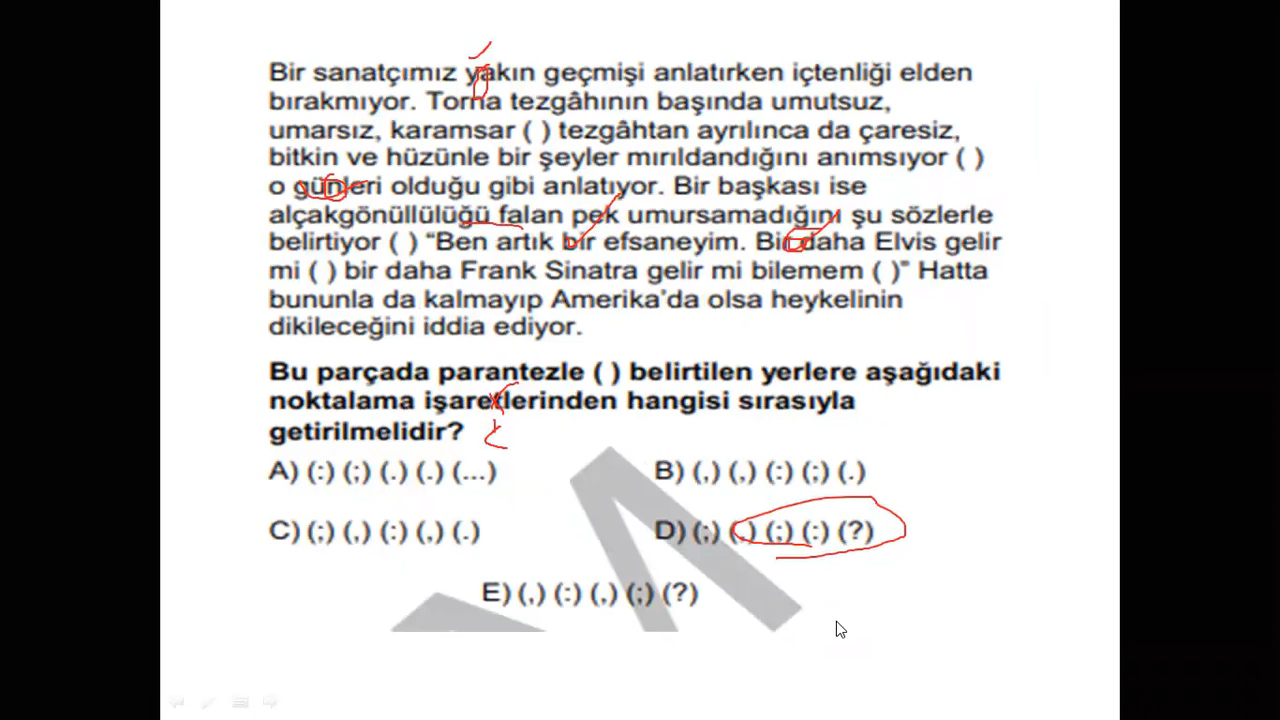 Bir sanatçımız yakın geçmişi anlatırken içtenliği elden
bırakmıyor. Torna tezgâhının başında umutsuz,
umarsız, karamsar ( ) tezgâhtan ayrılınca da çaresiz,
bitkin ve hüzünle bir şeyler mırıldandığını anımsıyor ( )
o günleri olduğu gibi anlatıyor. Bir başkası ise
alçakgönüllülüğü falan pek umursamadığını şu sözlerle
belirtiyor ( ) “Ben artık bir efsaneyim. Bir daha Elvis gelir
mi ( ) bir daha Frank Sinatra gelir mi bilemem ( )” Hatta
bununla da kalmayıp Amerika’da olsa heykelinin
dikileceğini iddia ediyor.
Bu parçada parantezle ( ) belirtilen yerlere aşağıdaki
noktalama işaretlerinden hangisi sırasıyla
getirilmelidir?
A) (:) (;) (.) (.) (...)
B) (,) (,) (:) (;) (.)
C) (;) (,) (:) (,) (.)
D) (;) (,) (;) (:) (?)
E) (,) (:) (,) (;) (?)